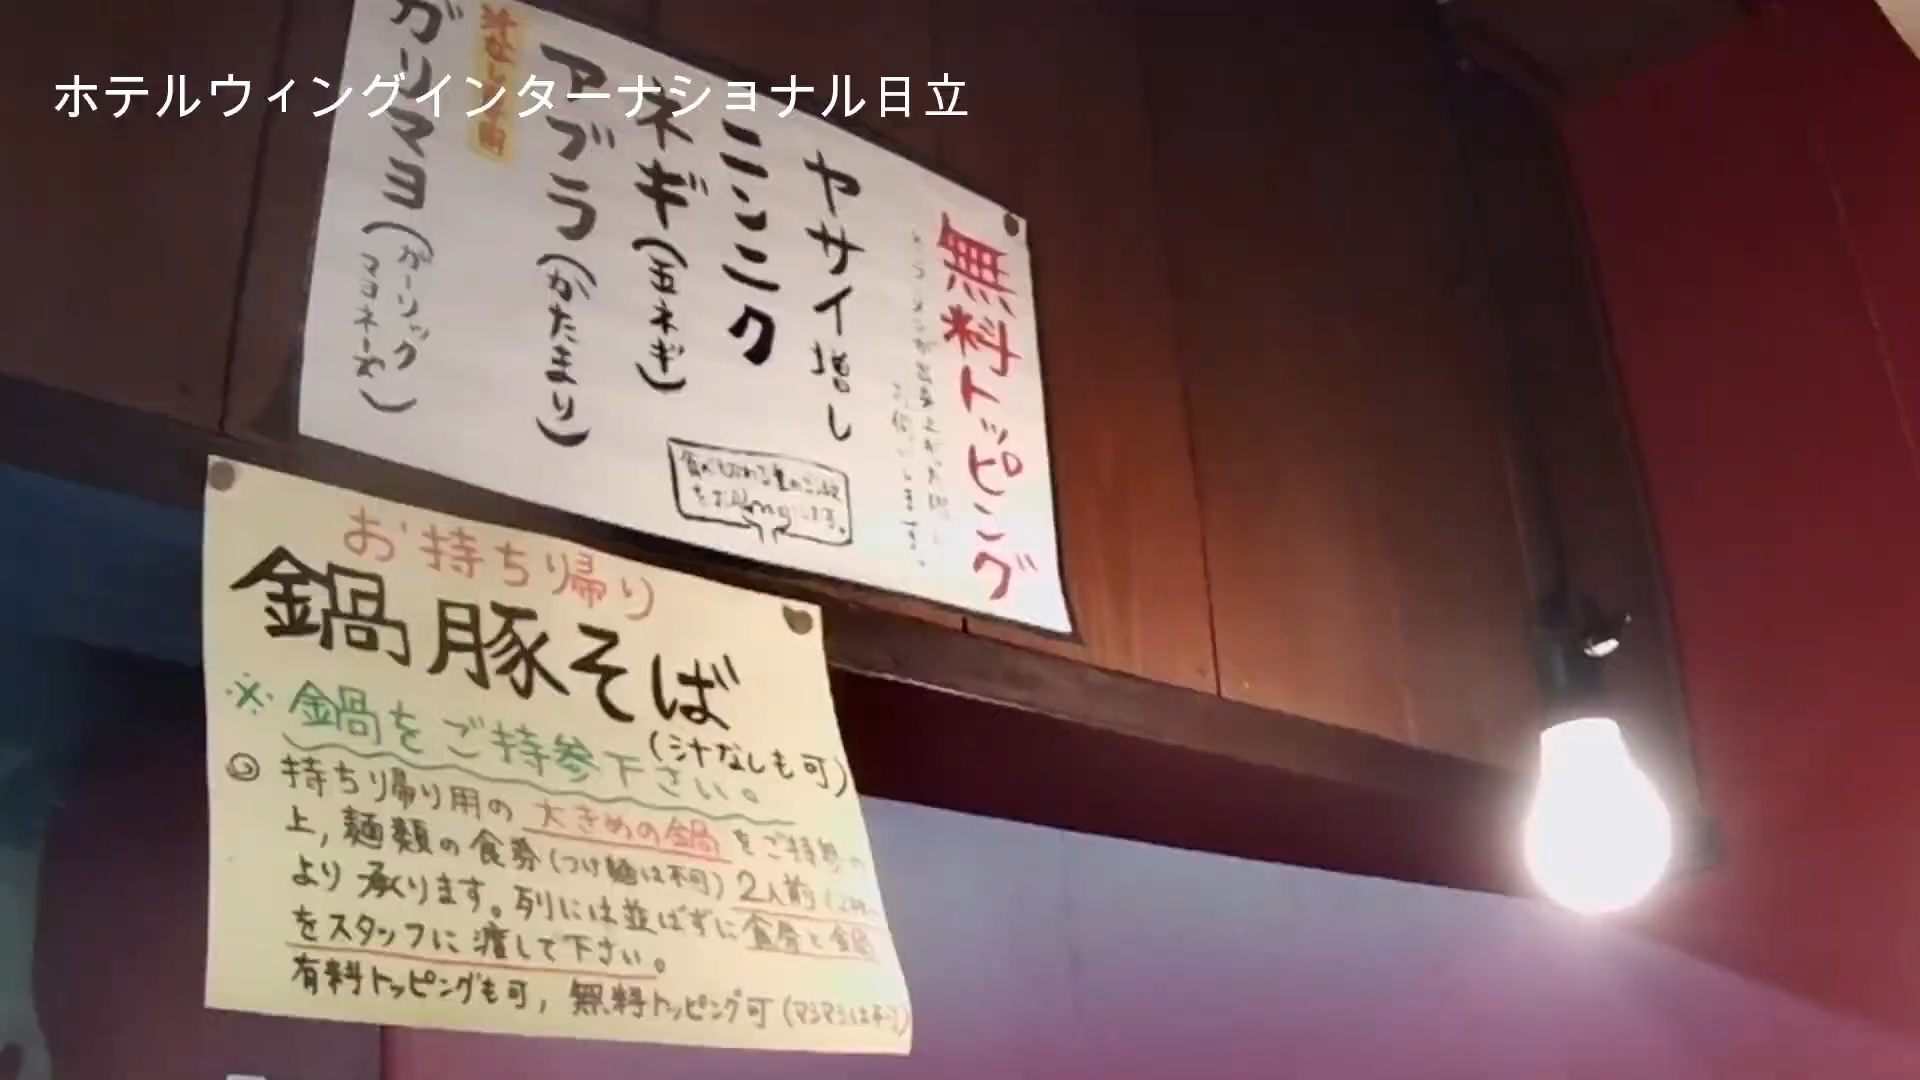 ホテルウィングインターナショナル日立
無料トッピング
ヤサイ増し
ニンニク
ネギ(玉ネギ)
アブラ(かたまり)
ガリマヨ(ガーリック
マヨネーズ)
お持ち帰り
鍋豚そば
(汁なしも可)
※鍋をご持参下さい。
◎持ち帰り用の大きめの鍋をご持参の
上,麺類の食券(つけ麺は不可)2人前
より承ります。列には並ばずに食券と鍋
をスタッフに渡して下さい。
有料トッピングも可,無料トッピング可(マシマシは不可)